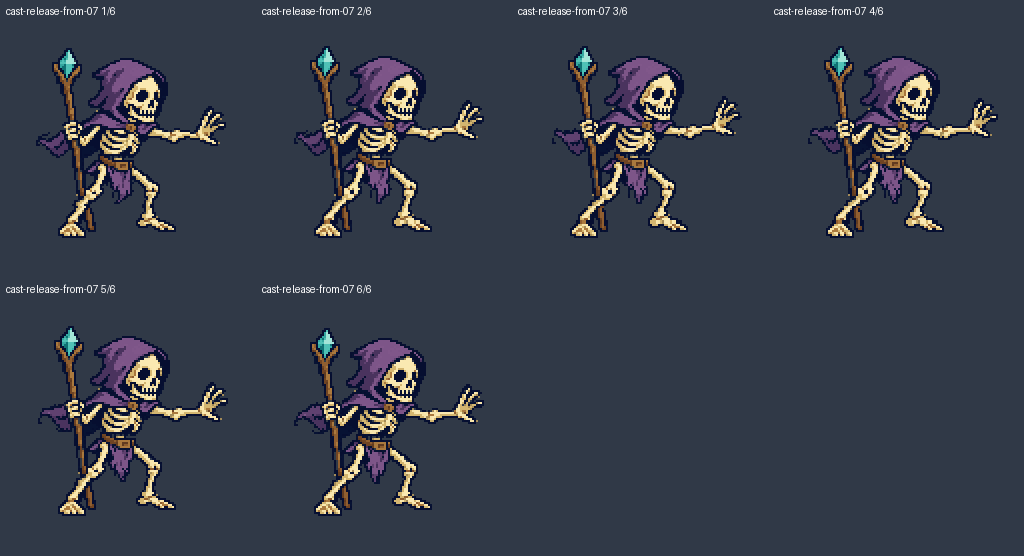 cast-release-from-07 1/6
cast-release-from-07 2/6
cast-release-from-07 3/6
cast-release-from-07 4/6
cast-release-from-07 5/6
cast-release-from-07 6/6